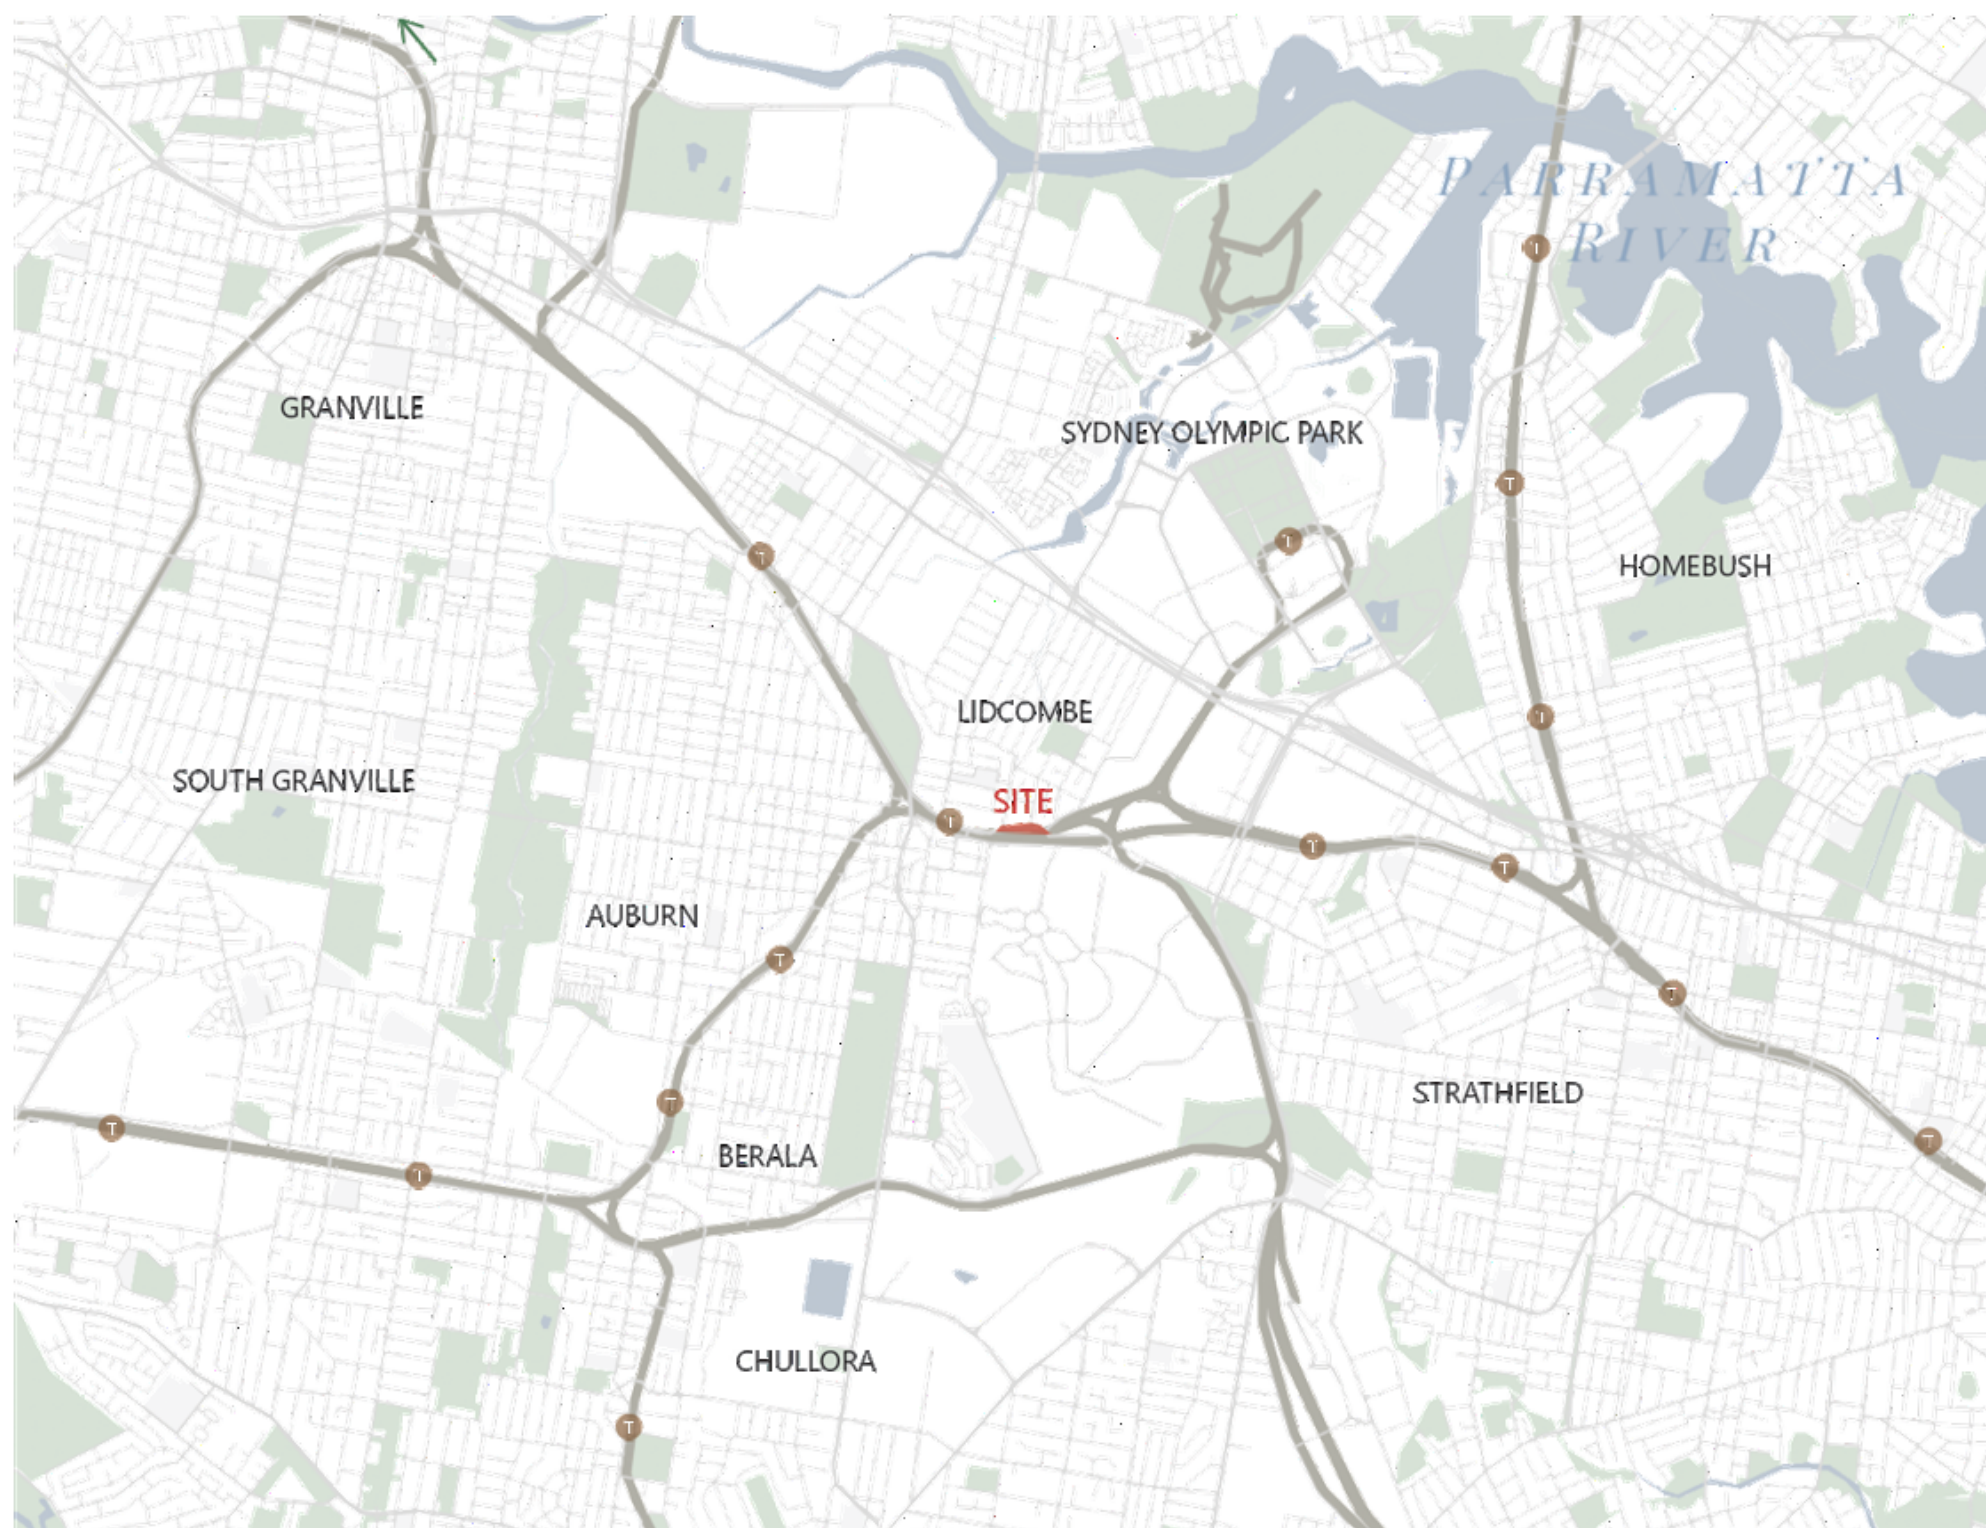 PARRAMATTA
RIVER
GRANVILLE
SYDNEY OLYMPIC PARK
T
T
T
T
HOMEBUSH
LIDCOMBE
T
SOUTH GRANVILLE
SITE
T
T
T
AUBURN
T
T
STRATHFIELD
T
T
T
BERALA
T
CHULLORA
T